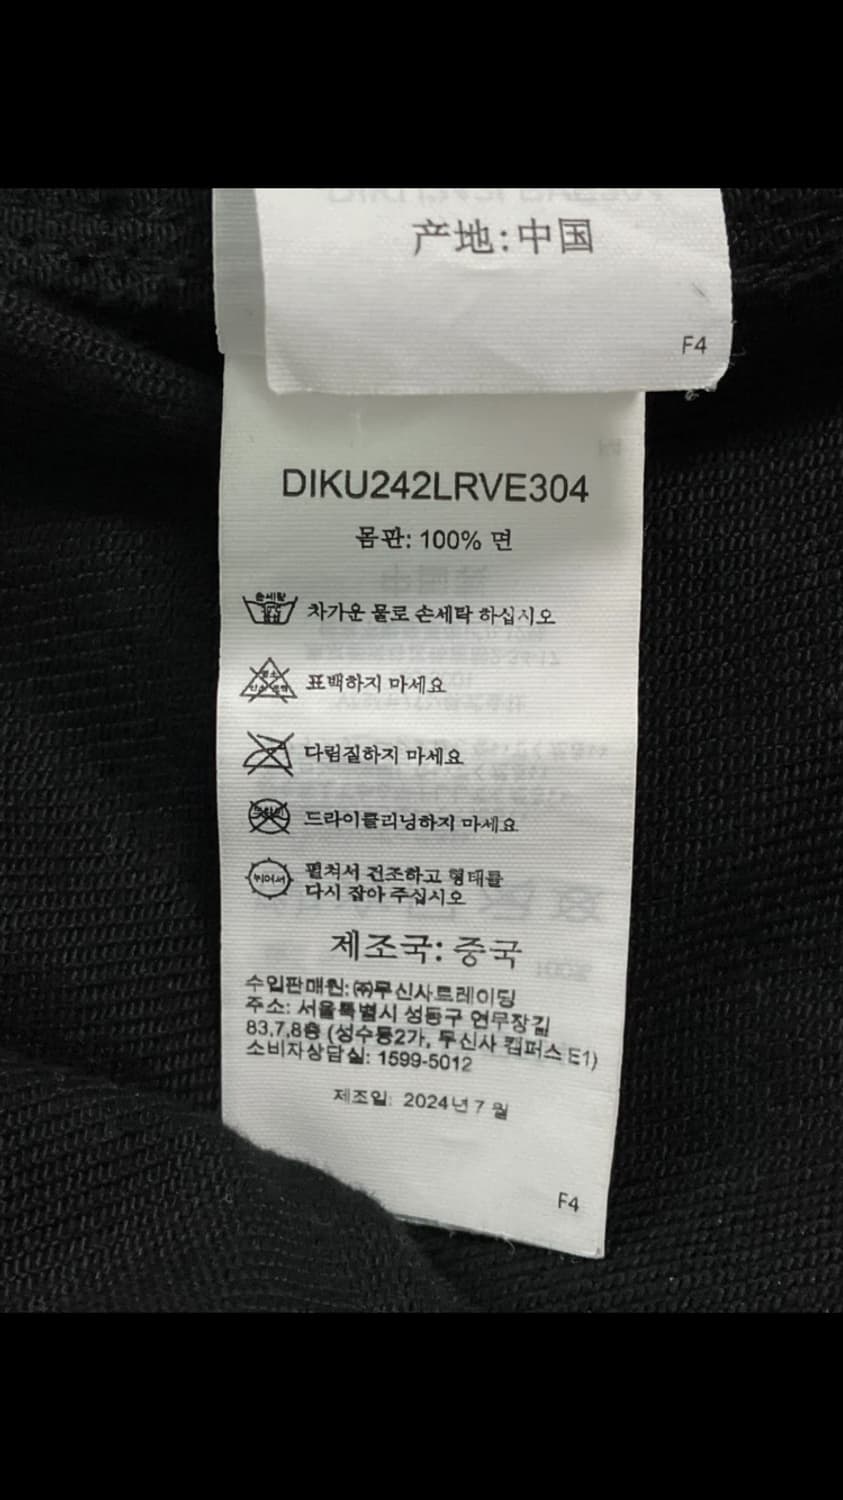 产地:中国
F4
DIKU242LRVE304
몸판: 100% 면
손세탁
차가운 물로 손세탁 하십시오
표백하지 마세요
다림질하지 마세요
드라이클리닝하지 마세요
뉘어서
펼쳐서 건조하고 형태를
다시 잡아 주십시오
제조국: 중국
수입판매원: ㈜무신사트레이딩
주소: 서울특별시 성동구 연무장길
83,7,8층 (성수동2가, 무신사 캠퍼스 E1)
소비자상담실: 1599-5012
제조일: 2024년 7 월
F4